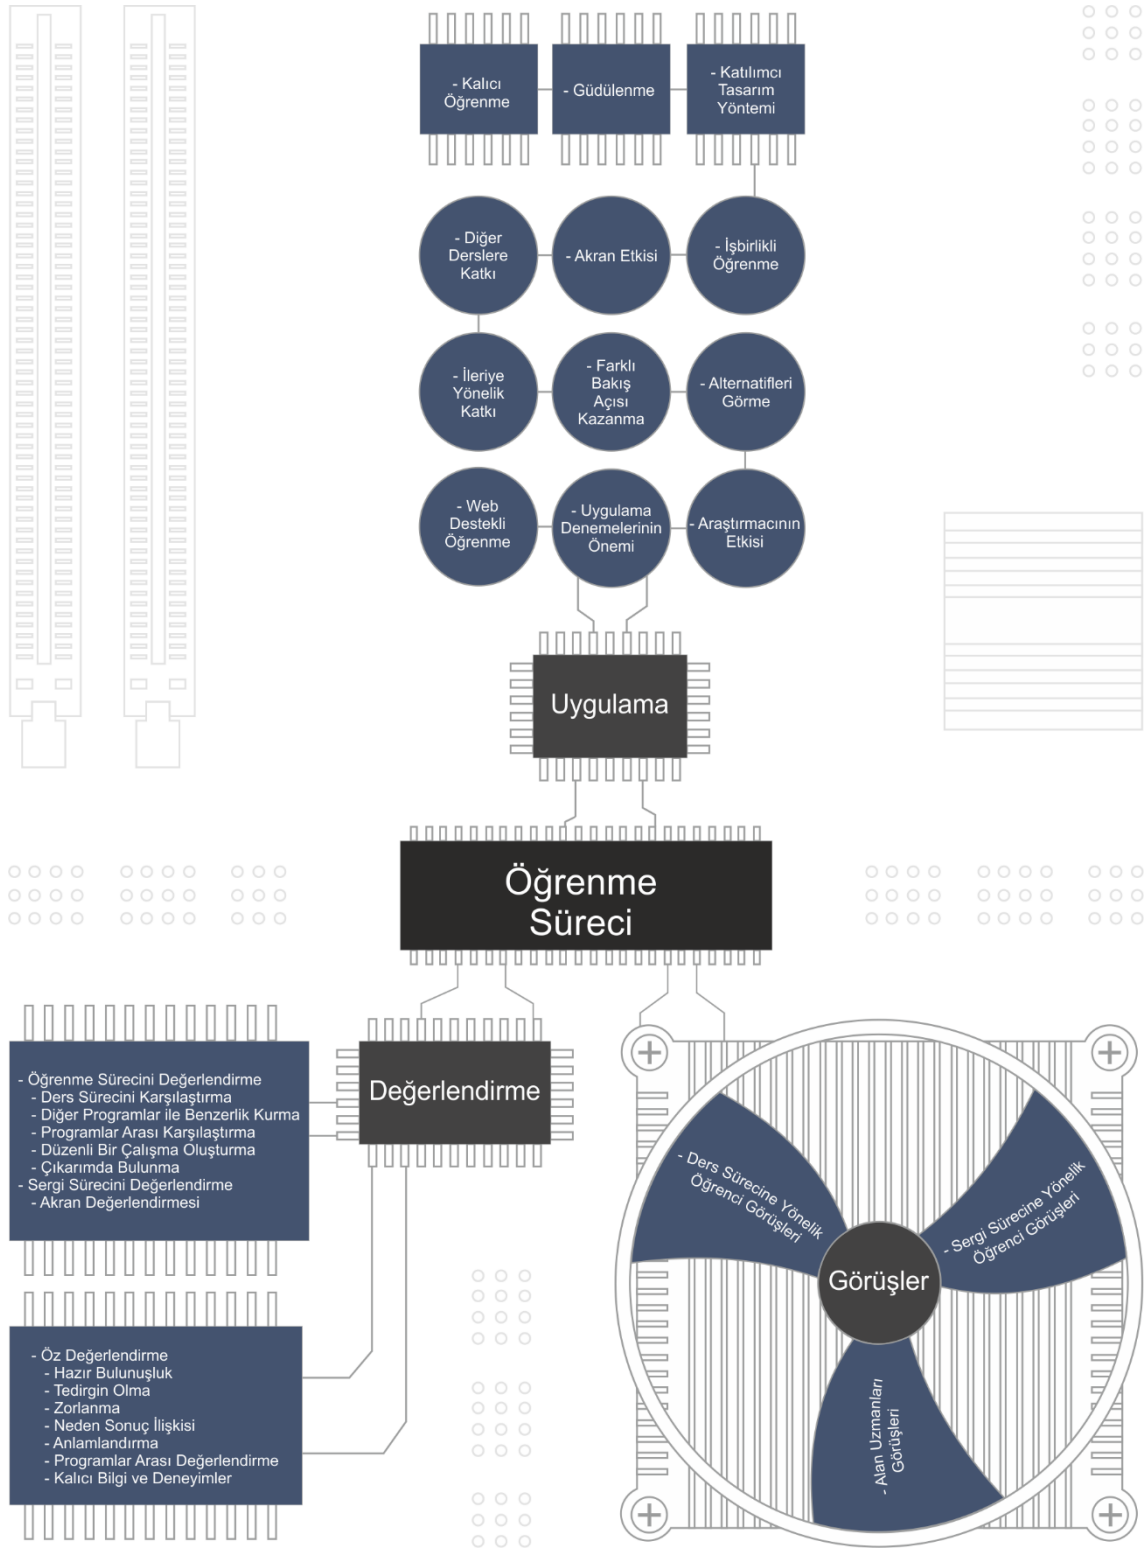 - Kalıcı
Öğrenme
- Güdülenme
- Katılımcı
Tasarım
Yöntemi
- Diğer
Derslere
Katkı
- Akran Etkisi
- İşbirlikli
Öğrenme
- İleriye
Yönelik
Katkı
- Farklı
Bakış
Açısı
Kazanma
- Alternatifleri
Görme
- Web
Destekli
Öğrenme
- Uygulama
Denemelerinin
Önemi
- Araştırmacının
Etkisi
Uygulama
Öğrenme
Süreci
Değerlendirme
- Öğrenme Sürecini Değerlendirme
- Ders Sürecini Karşılaştırma
- Diğer Programlar ile Benzerlik Kurma
- Programlar Arası Karşılaştırma
- Düzenli Bir Çalışma Oluşturma
- Çıkarımda Bulunma
- Sergi Sürecini Değerlendirme
- Akran Değerlendirmesi
- Öz Değerlendirme
- Hazır Bulunuşluk
- Tedirgin Olma
- Zorlanma
- Neden Sonuç İlişkisi
- Anlamlandırma
- Programlar Arası Değerlendirme
- Kalıcı Bilgi ve Deneyimler
- Ders Sürecine Yönelik
Öğrenci Görüşleri
- Sergi Sürecine Yönelik
Öğrenci Görüşleri
Görüşler
- Alan Uzmanları
Görüşleri